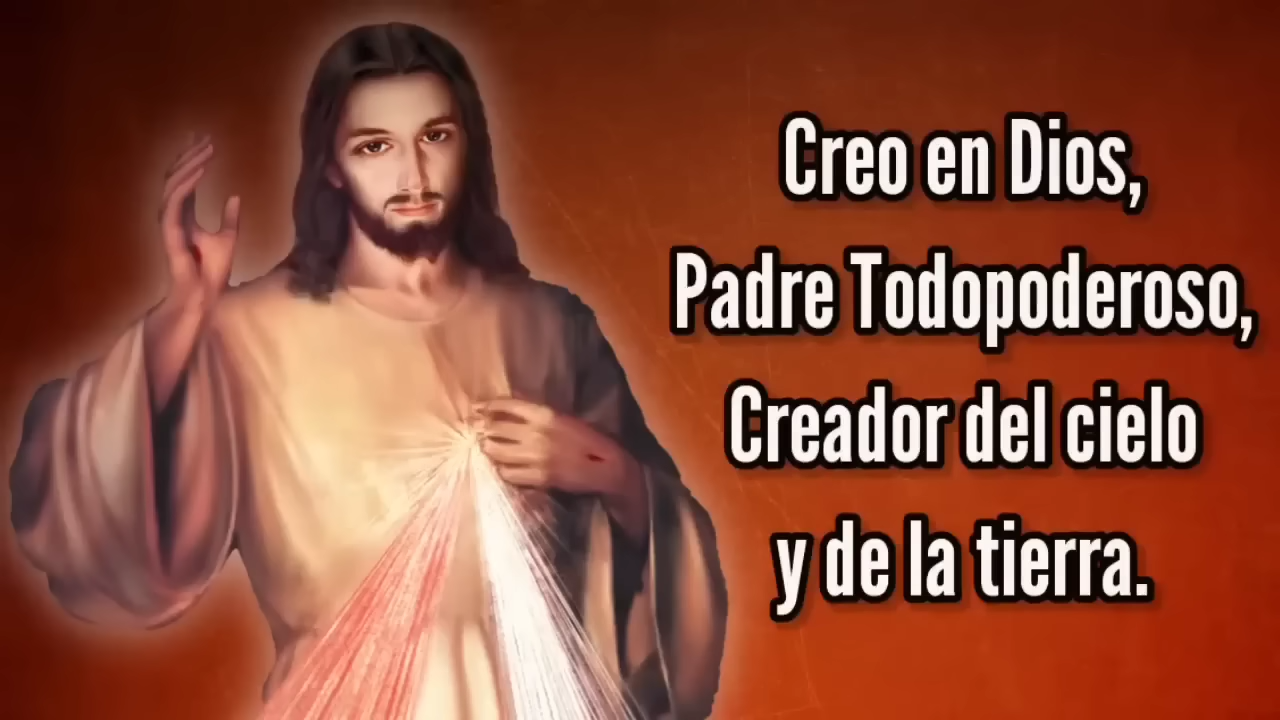 Creo en Dios,
Padre Todopoderoso,
Creador del cielo
y de la tierra.